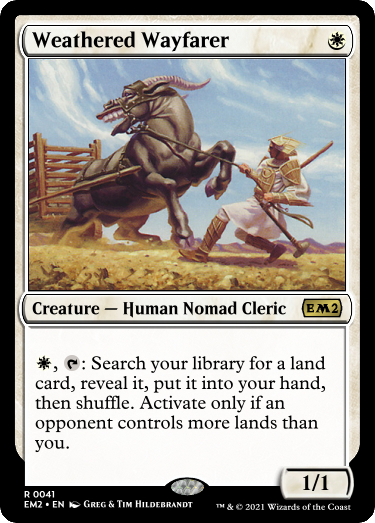 Weathered Wayfarer
Creature — Human Nomad Cleric
EM2
: Search your library for a land
card, reveal it, put it into your hand,
then shuffle. Activate only if an
opponent controls more lands than
you.
1/1
R 0041
EM2 • EN Greg & Tim Hildebrandt
™ & © 2021 Wizards of the Coast